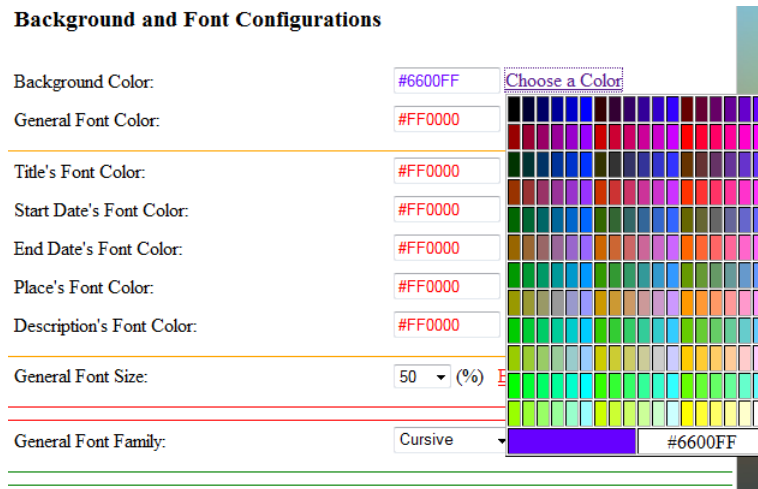 Background and Font Configurations
Background Color: #6600FF Choose a Color
General Font Color: #FF0000
Title's Font Color: #FF0000
Start Date's Font Color: #FF0000
End Date's Font Color: #FF0000
Place's Font Color: #FF0000
Description's Font Color: #FF0000
General Font Size: 50 (%)
General Font Family: Cursive
#6600FF